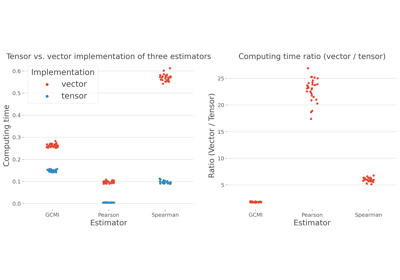 Tensor vs. vector implementation of three estimators
Implementation
vector
tensor
Computing time
0.6
0.5
0.4
0.3
0.2
0.1
0.0
GCMI
Pearson
Spearman
Estimator
Computing time ratio (vector / tensor)
Ratio (Vector / Tensor)
25
20
15
10
5
GCMI
Pearson
Spearman
Estimator